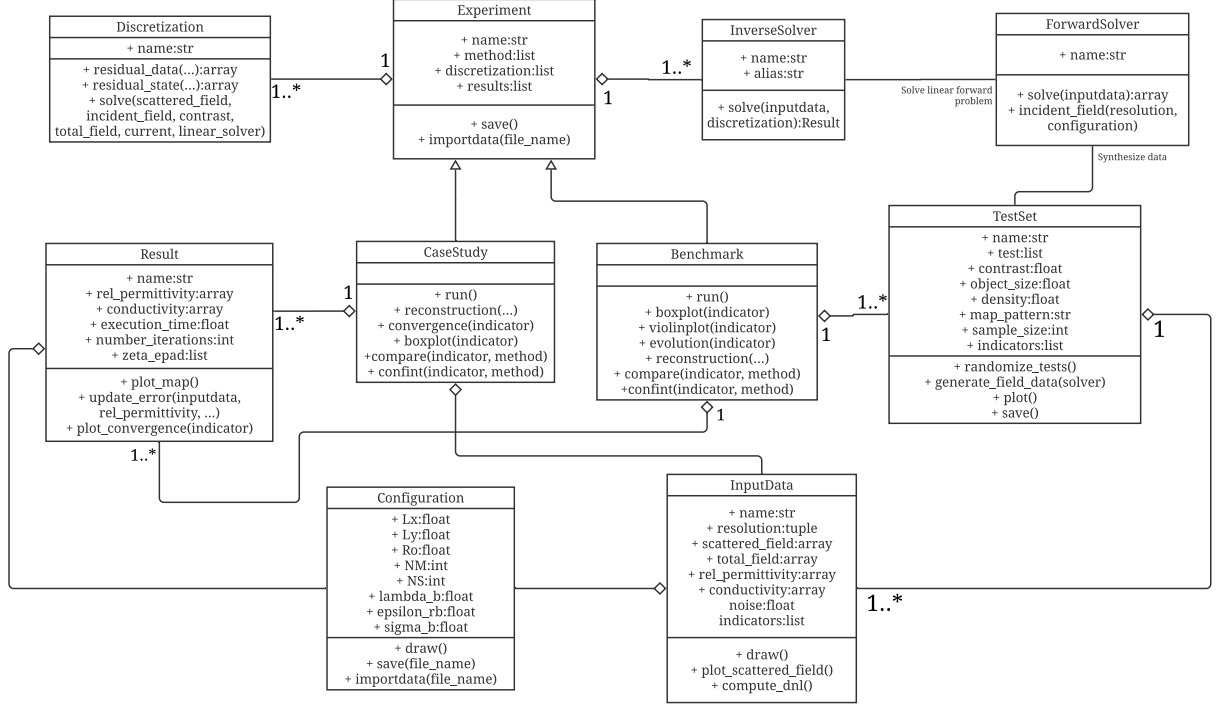 Discretization
+ name:str
+ residual_data(...):array
+ residual_state(...):array
+ solve(scattered_field,
incident_field, contrast,
total_field, current, linear_solver)
1..*
1
Experiment
+ name:str
+ method:list
+ discretization:list
+ results:list
+ save()
+ importdata(file_name)
1
1..*
InverseSolver
+ name:str
+ alias:str
+ solve(inputdata,
discretization):Result
Solve linear forward
problem
ForwardSolver
+ name:str
+ solve(inputdata):array
+ incident_field(resolution,
configuration)
Synthesize data
Result
+ name:str
+ rel_permittivity:array
+ conductivity:array
+ execution_time:float
+ number_iterations:int
+ zeta_epad:list
+ plot_map()
+ update_error(inputdata,
rel_permittivity, ...)
+ plot_convergence(indicator)
1..*
1..*
1
CaseStudy
+ run()
+ reconstruction(...)
+ convergence(indicator)
+ boxplot(indicator)
+compare(indicator, method)
+ confint(indicator, method)
Benchmark
+ run()
+ boxplot(indicator)
+ violinplot(indicator)
+ evolution(indicator)
+ reconstruction(...)
+ compare(indicator, method)
+confint(indicator, method)
1
1
1..*
TestSet
+ name:str
+ test:list
+ contrast:float
+ object_size:float
+ density:float
+ map_pattern:str
+ sample_size:int
+ indicators:list
+ randomize_tests()
+ generate_field_data(solver)
+ plot()
+ save()
1
Configuration
+ Lx:float
+ Ly:float
+ Ro:float
+ NM:int
+ NS:int
+ lambda_b:float
+ epsilon_rb:float
+ sigma_b:float
+ draw()
+ save(file_name)
+ importdata(file_name)
InputData
+ name:str
+ resolution:tuple
+ scattered_field:array
+ total_field:array
+ rel_permittivity:array
+ conductivity:array
noise:float
indicators:list
+ draw()
+ plot_scattered_field()
+ compute_dnl()
1..*